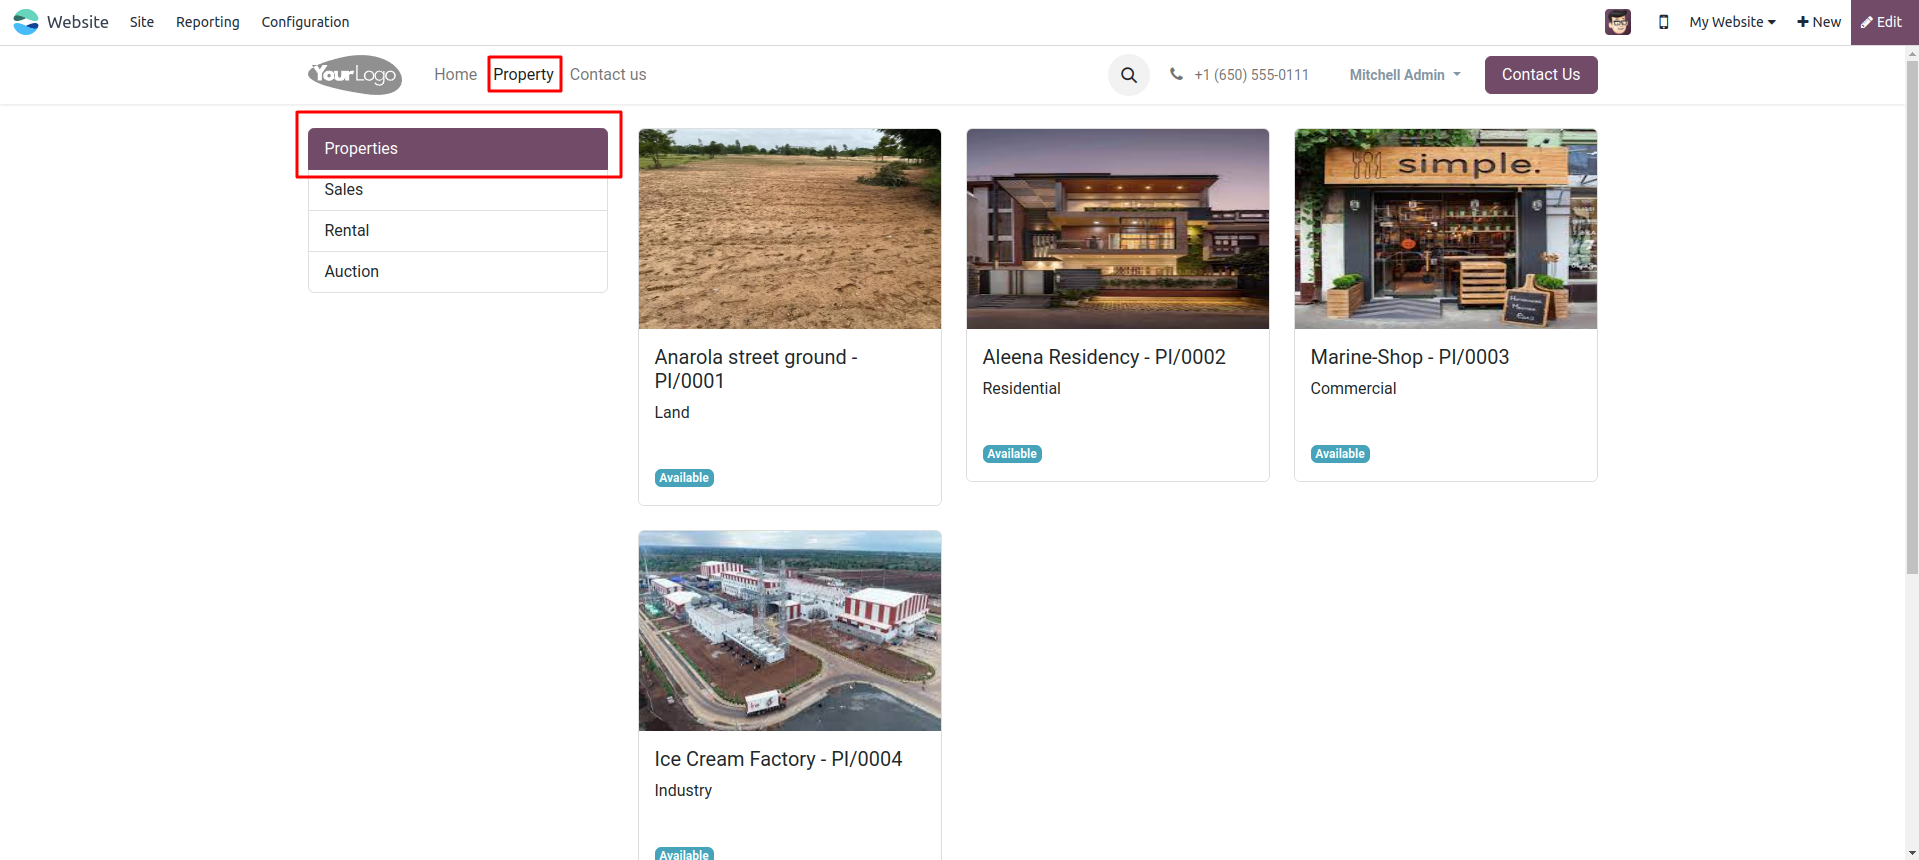 Website Site Reporting Configuration My Website + New Edit
YourLogo Home Property Contact us +1 (650) 555-0111 Mitchell Admin Contact Us
Properties
Sales
Rental
Auction
simple.
Anarola street ground -
PI/0001
Land
Available
Aleena Residency - PI/0002
Residential
Available
Marine-Shop - PI/0003
Commercial
Available
Ice Cream Factory - PI/0004
Industry
Available